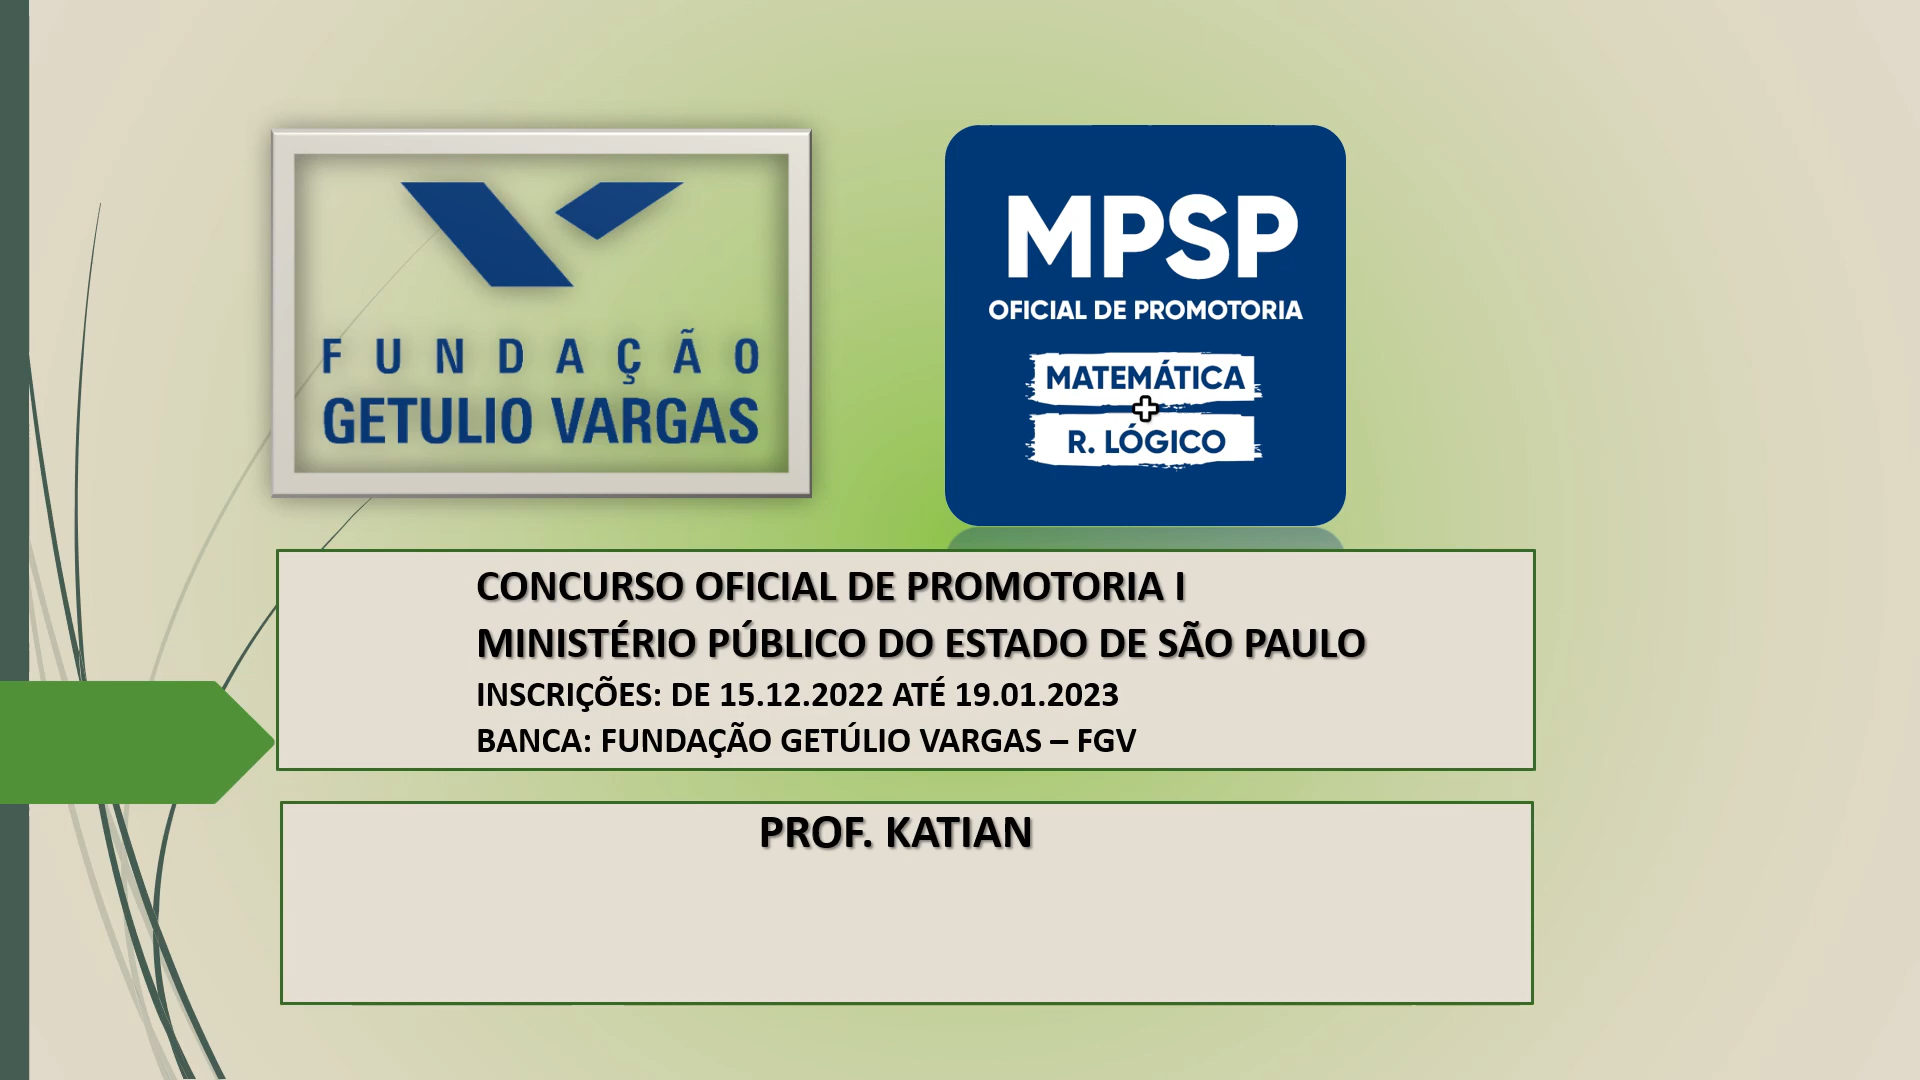 FUNDAÇÃO
GETULIO VARGAS
MPSP
OFICIAL DE PROMOTORIA
MATEMÁTICA
+
R. LÓGICO
CONCURSO OFICIAL DE PROMOTORIA I
MINISTÉRIO PÚBLICO DO ESTADO DE SÃO PAULO
INSCRIÇÕES: DE 15.12.2022 ATÉ 19.01.2023
BANCA: FUNDAÇÃO GETÚLIO VARGAS – FGV
PROF. KATIAN